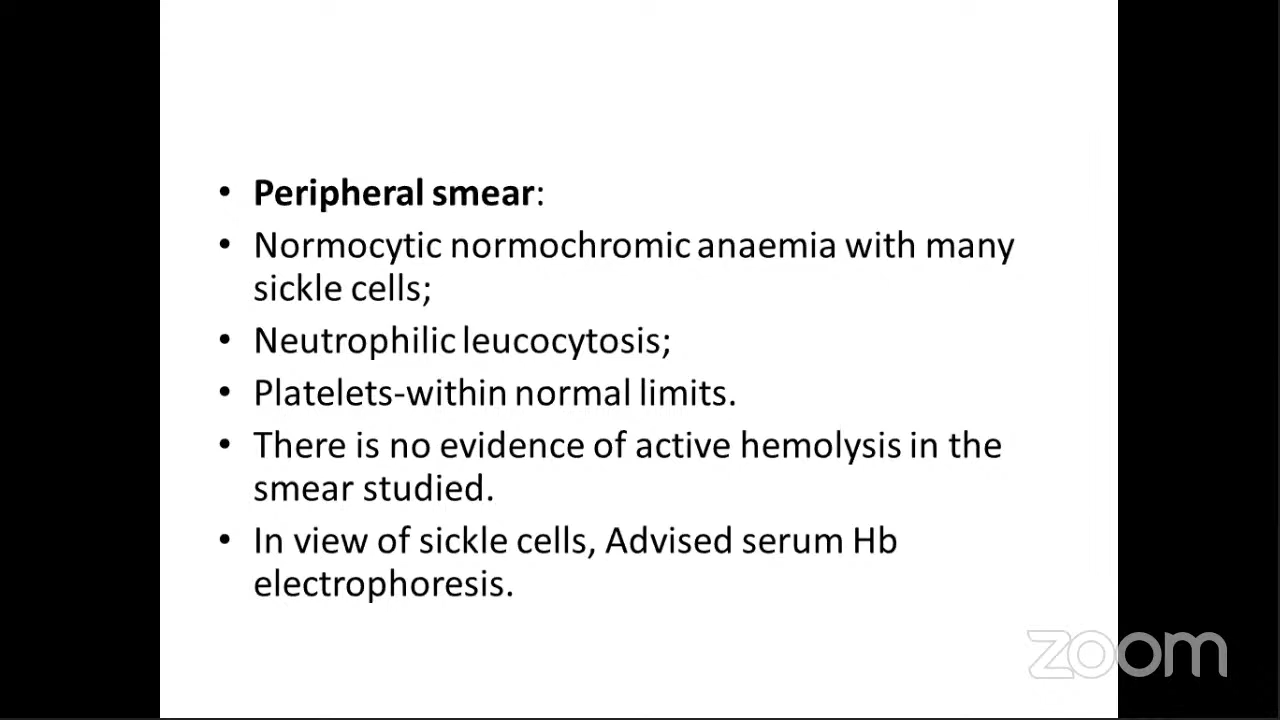 • Peripheral smear:
• Normocytic normochromic anaemia with many
sickle cells;
• Neutrophilic leucocytosis;
• Platelets-within normal limits.
• There is no evidence of active hemolysis in the
smear studied.
• In view of sickle cells, Advised serum Hb
electrophoresis.
zoom